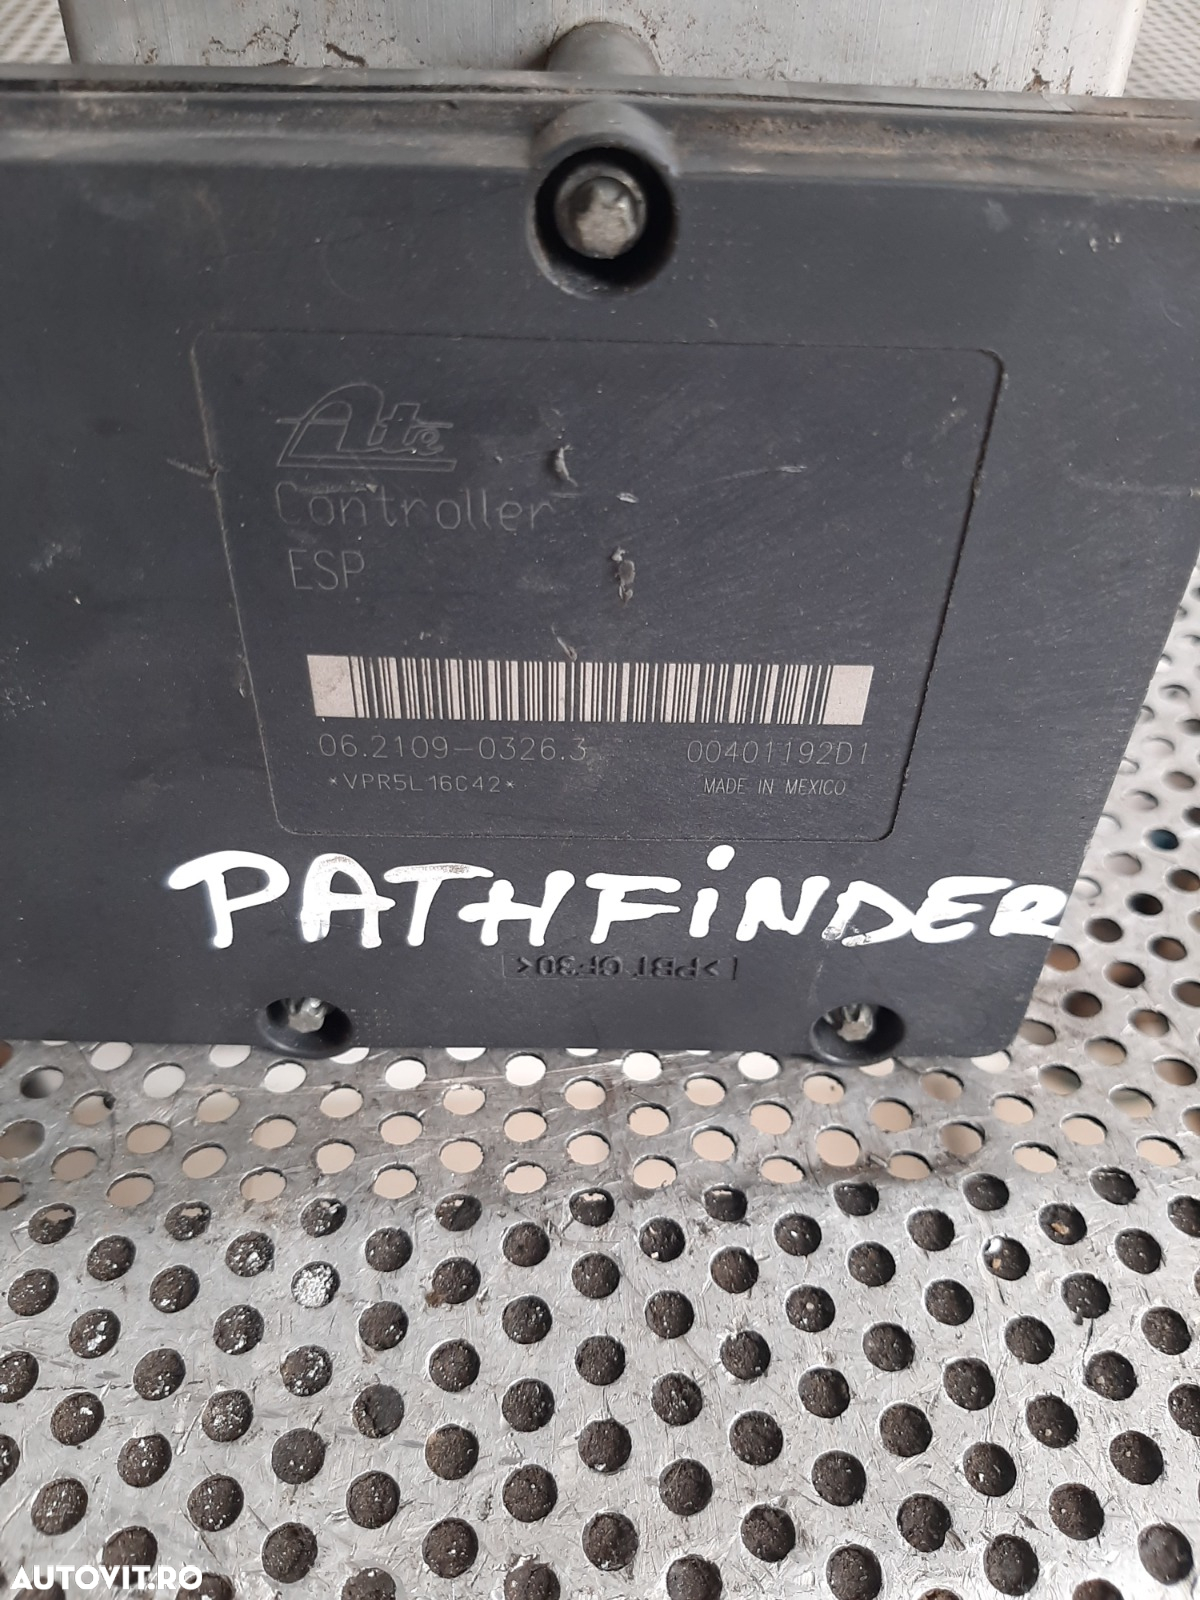 Ate
Controller
ESP
06.2109-0326.3 00401192D1
*VPR5L16C42* MADE IN MEXICO
PATHFiNDER
>PBT GF30<
AUTOVIT.RO